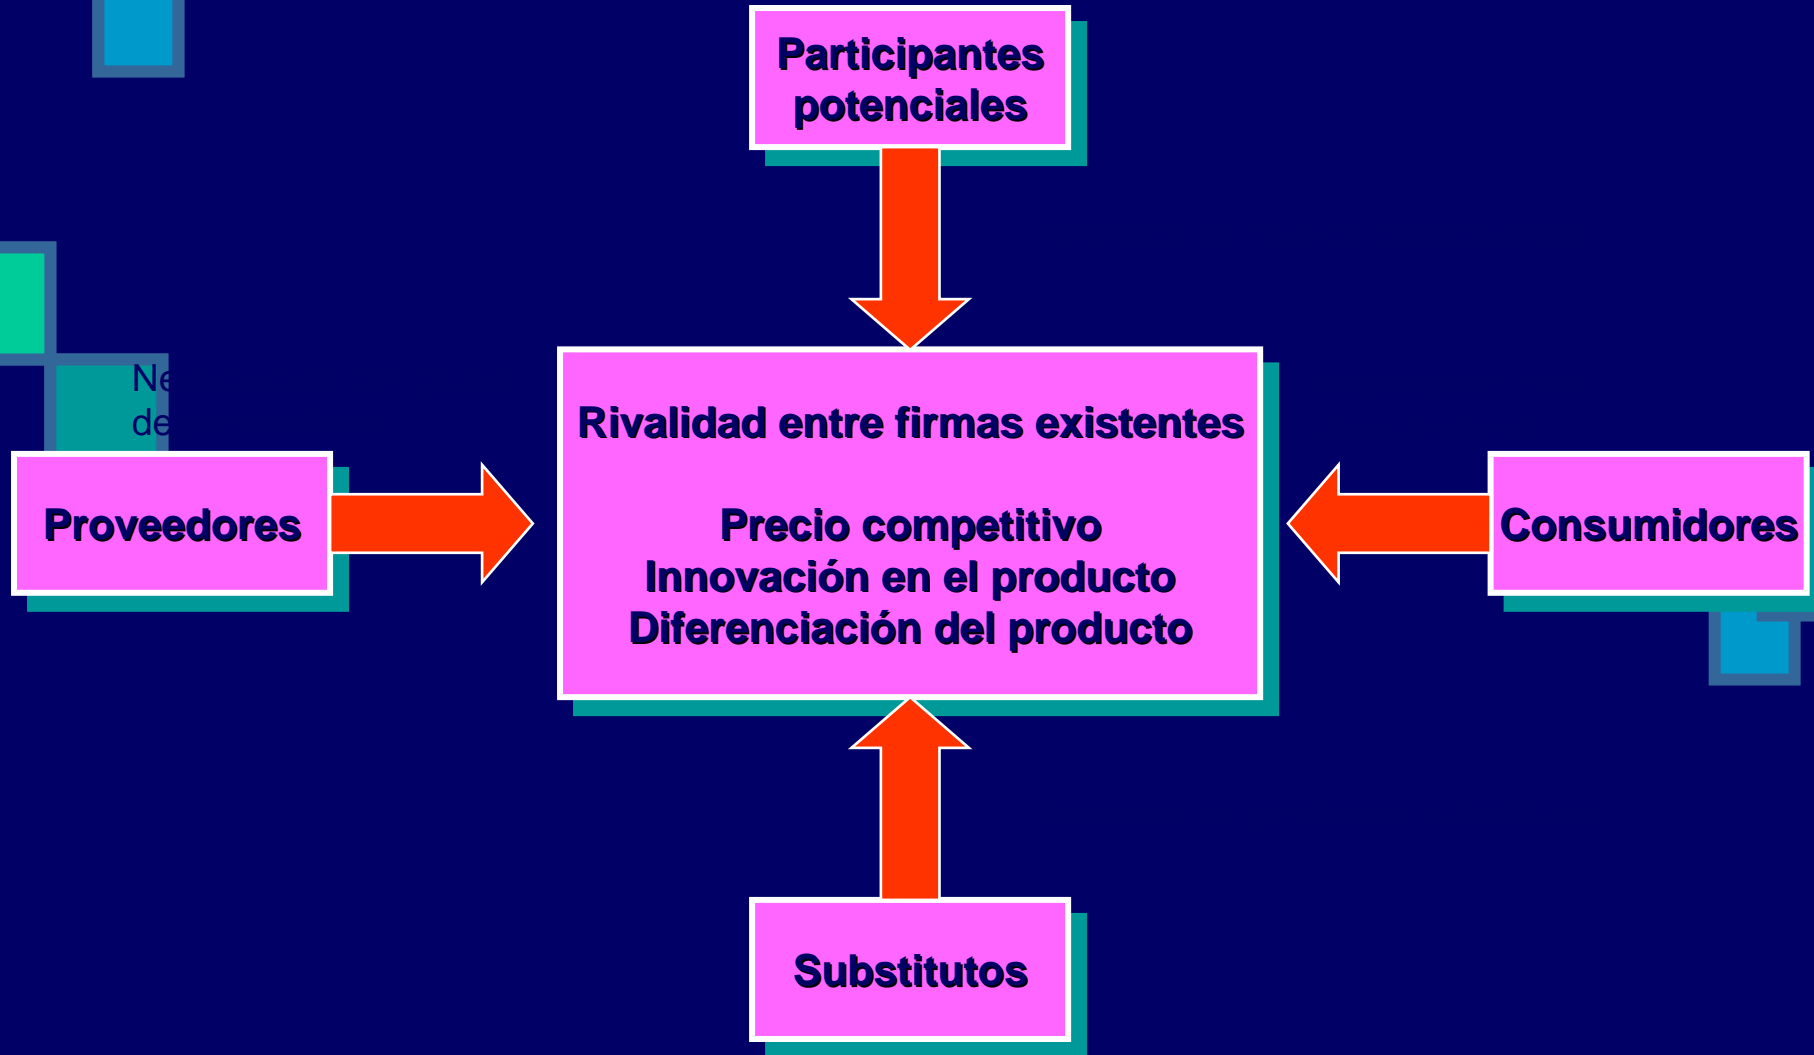 Participantes
potenciales
Rivalidad entre firmas existentes
Precio competitivo
Innovación en el producto
Diferenciación del producto
Proveedores
Consumidores
Substitutos